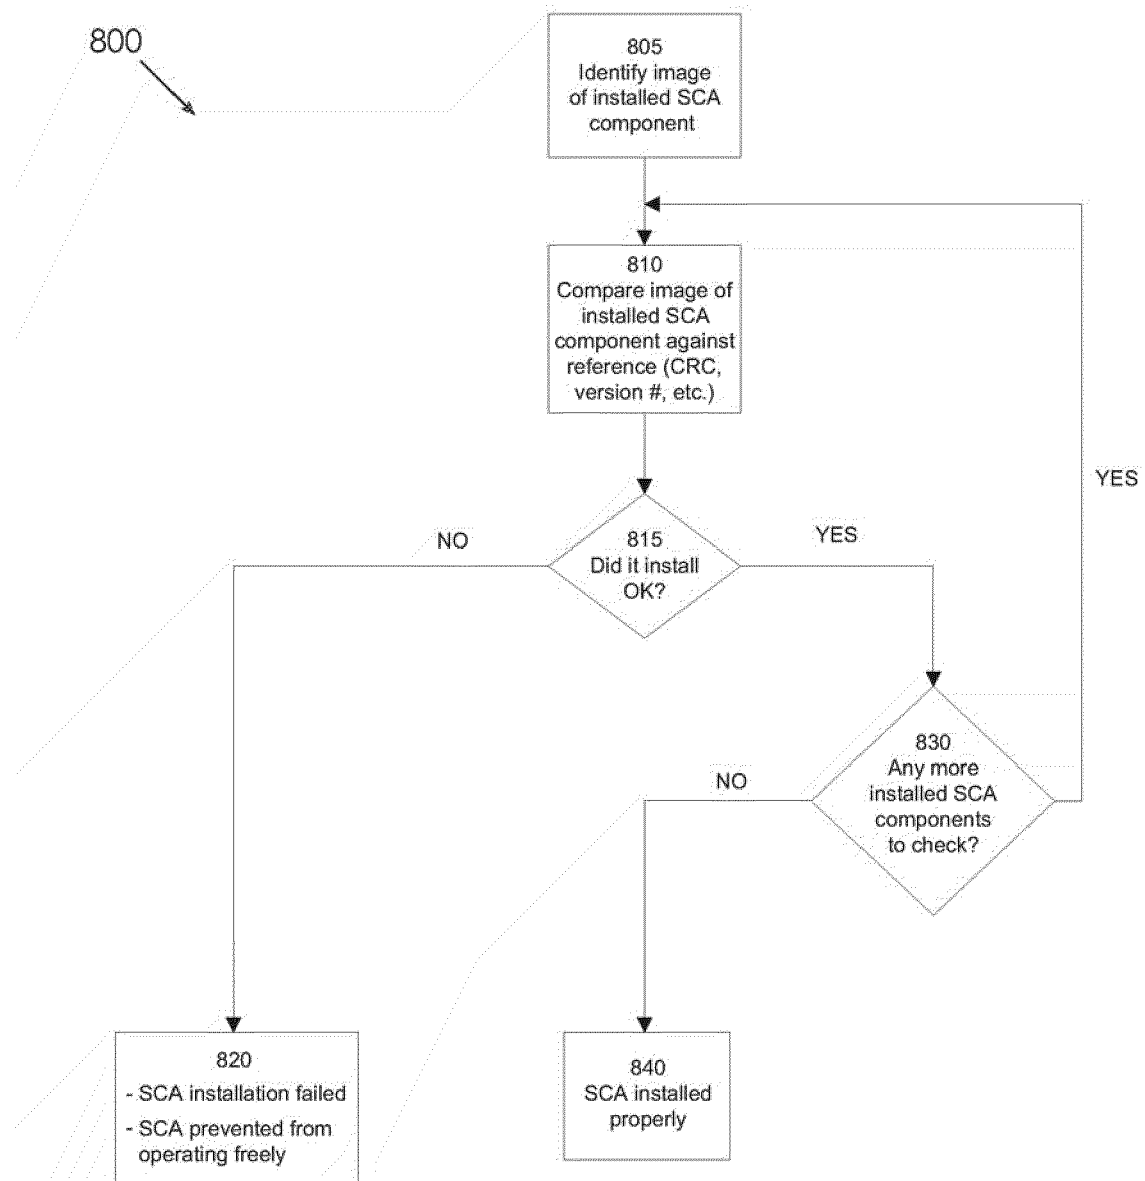 800
805
Identify image
of installed SCA
component
810
Compare image of
installed SCA
component against
reference (CRC,
version #, etc.)
YES
NO
815
Did it install
OK?
YES
830
Any more
installed SCA
components
to check?
NO
820
- SCA installation failed
- SCA prevented from
operating freely
840
SCA installed
properly